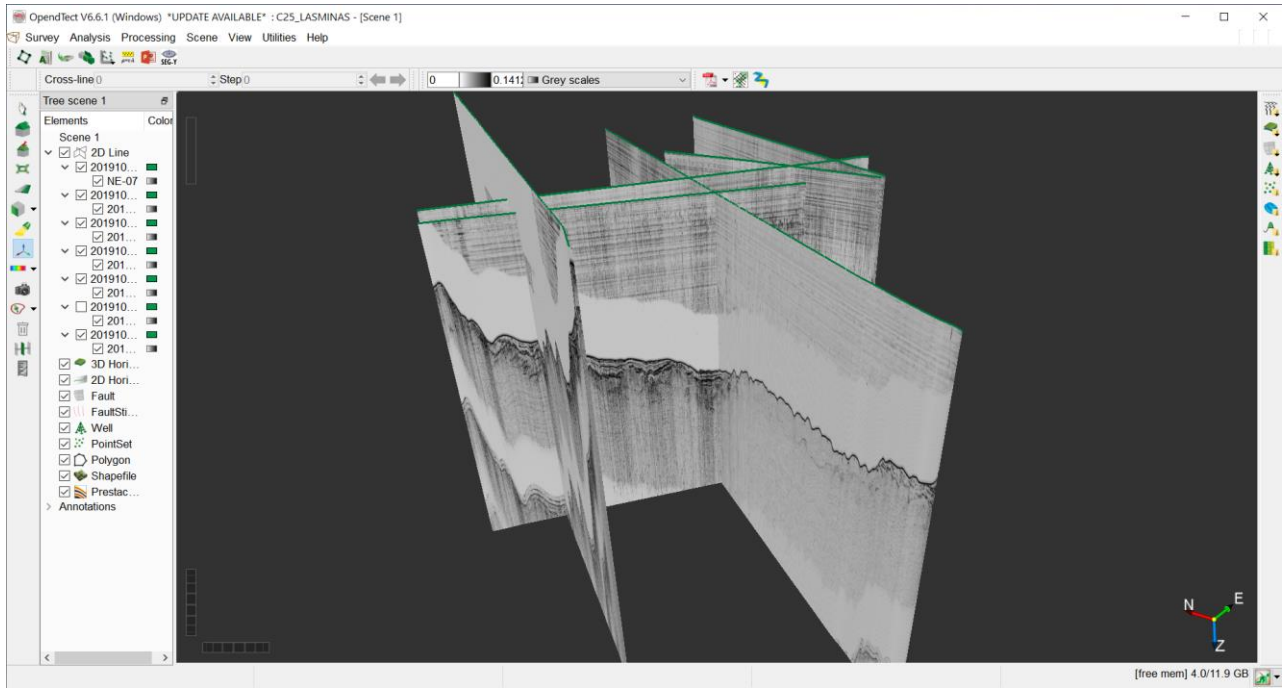 OpendTect V6.6.1 (Windows) *UPDATE AVAILABLE* : C25_LASMINAS - [Scene 1]
Survey Analysis Processing Scene View Utilities Help
SEG-Y
Cross-line 0 Step 0 0 0.141 Grey scales
Tree scene 1
Elements Color
Scene 1
2D Line
201910...
NE-07
201910...
201...
201910...
201...
201910...
201...
201910...
201...
201910...
201...
201910...
201...
3D Hori...
2D Hori...
Fault
FaultSti...
Well
PointSet
Polygon
Shapefile
Prestac...
Annotations
N E
Z
[free mem] 4.0/11.9 GB